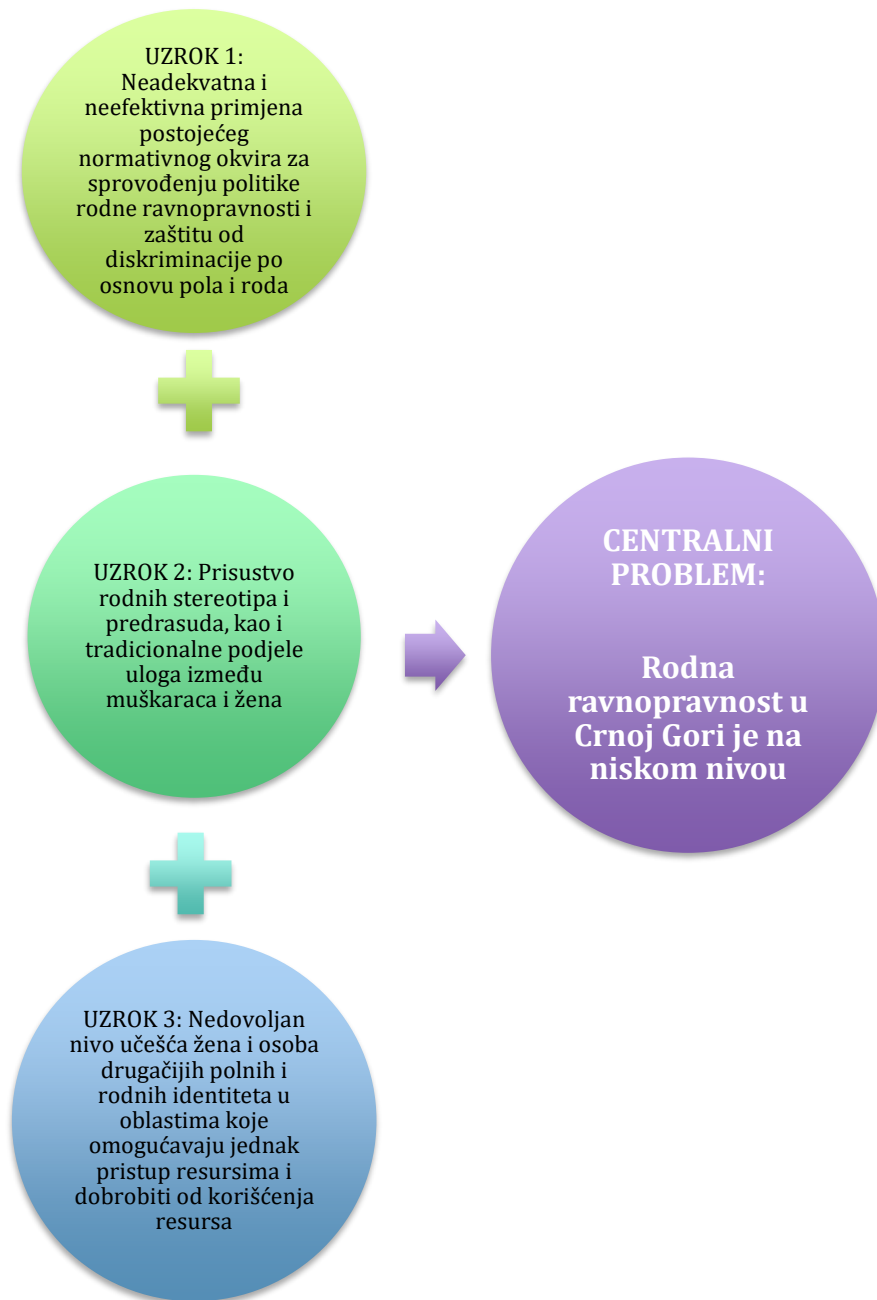 UZROK 1:
Neadekvatna i
neefektivna primjena
postojećeg
normativnog okvira za
sprovođenju politike
rodne ravnopravnosti i
zaštitu od
diskriminacije po
osnovu pola i roda
UZROK 2: Prisustvo
rodnih stereotipa i
predrasuda, kao i
tradicionalne podjele
uloga između
muškaraca i žena
CENTRALNI
PROBLEM:
Rodna
ravnopravnost u
Crnoj Gori je na
niskom nivou
UZROK 3: Nedovoljan
nivo učešća žena i osoba
drugačijih polnih i
rodnih identiteta u
oblastima koje
omogućavaju jednak
pristup resursima i
dobrobiti od korišćenja
resursa